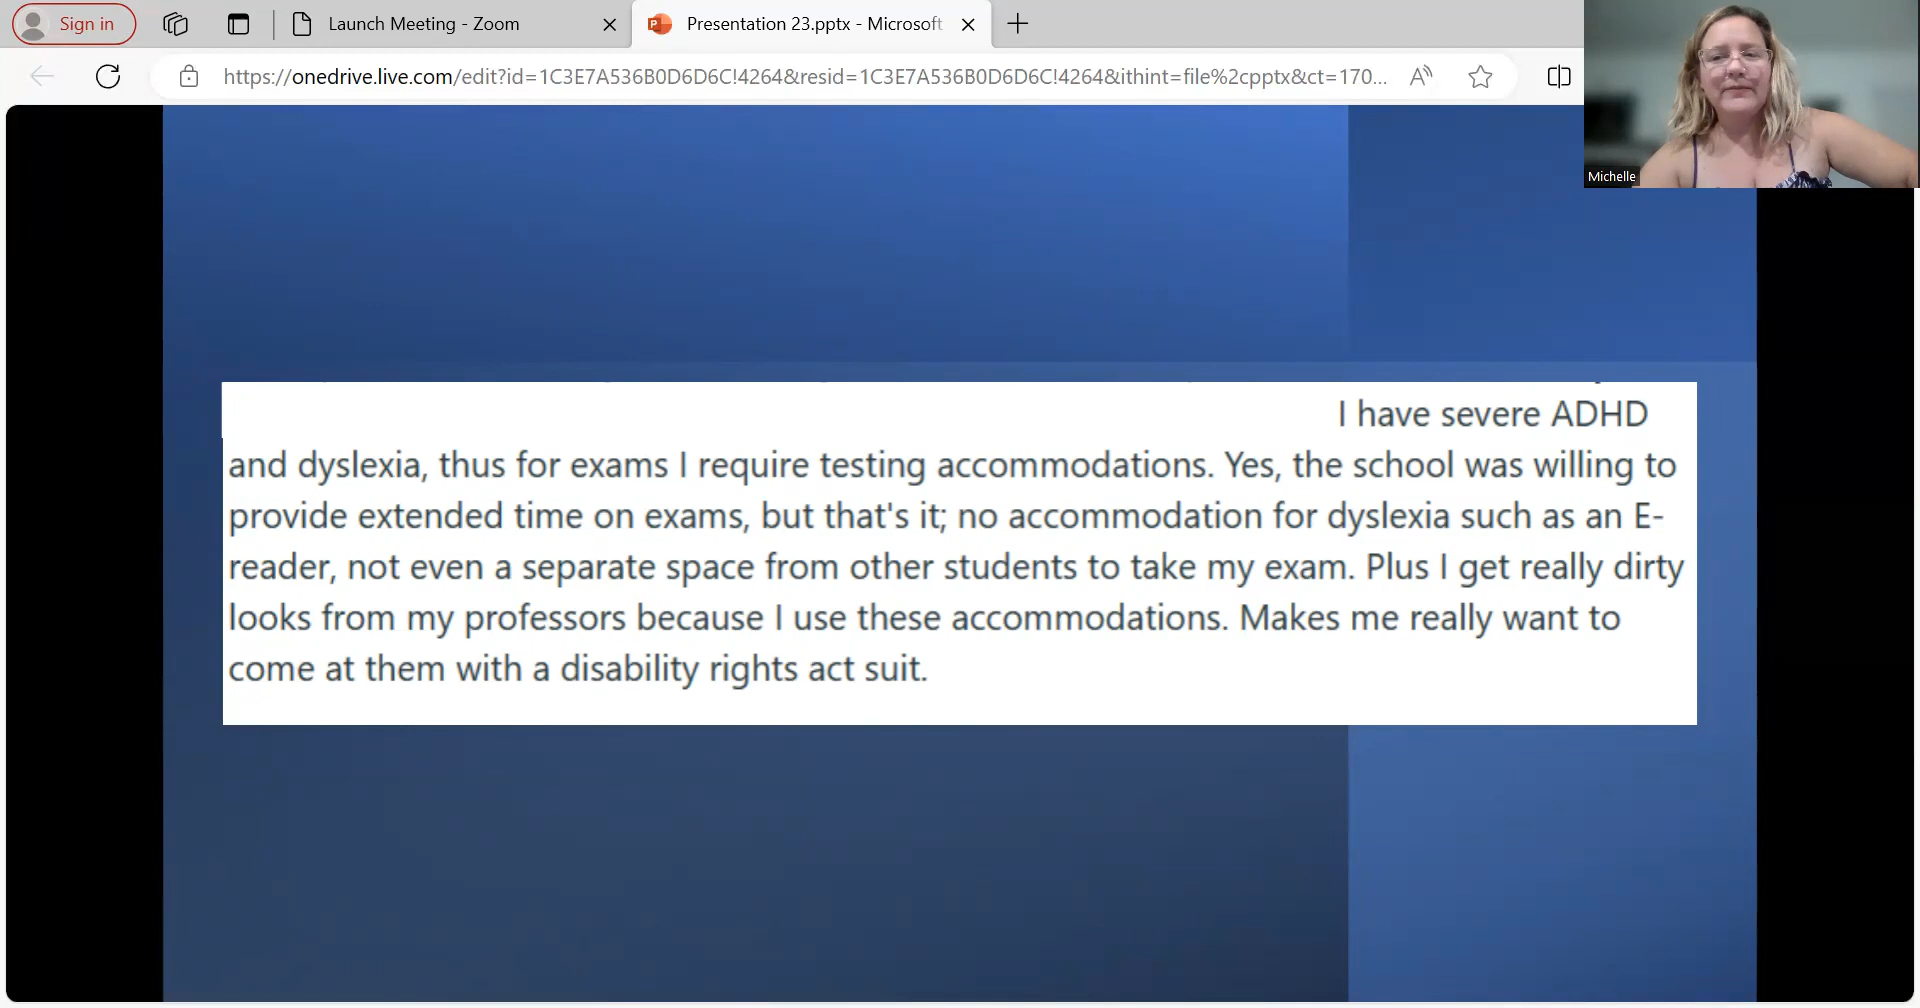 Sign in
Launch Meeting - Zoom
Presentation 23.pptx - Microsoft
https://onedrive.live.com/edit?id=1C3E7A536B0D6D6C!4264&resid=1C3E7A536B0D6D6C!4264&ithint=file%2cpptx&ct=170...
Michelle
I have severe ADHD
and dyslexia, thus for exams I require testing accommodations. Yes, the school was willing to
provide extended time on exams, but that's it; no accommodation for dyslexia such as an E-
reader, not even a separate space from other students to take my exam. Plus I get really dirty
looks from my professors because I use these accommodations. Makes me really want to
come at them with a disability rights act suit.